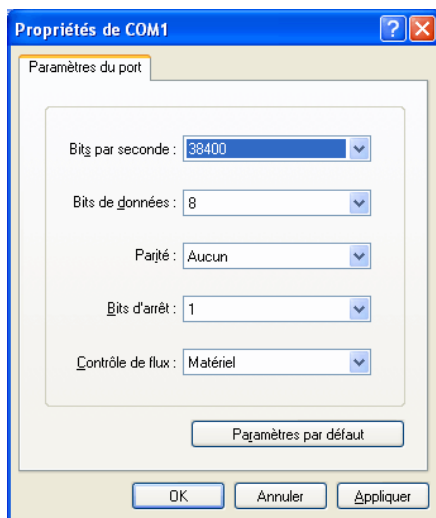 Propriétés de COM1
Paramètres du port
Bits par seconde : 38400
Bits de données : 8
Parité : Aucun
Bits d'arrêt : 1
Contrôle de flux : Matériel
Paramètres par défaut
OK Annuler Appliquer